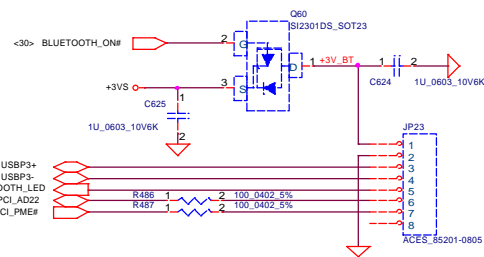 Q60
SI2301DS_SOT23
<30> BLUETOOTH_ON#
2
G
D
1
+3V_BT
1
2
C624
1U_0603_10V6K
+3VS
3
S
C625
1
1U_0603_10V6K
2
JP23
1
2
USBP3+
3
USBP3-
4
OOTH_LED
5
PCI_AD22
R486
1
2
100_0402_5%
6
CI_PME#
R487
1
2
100_0402_5%
7
8
ACES_85201-0805